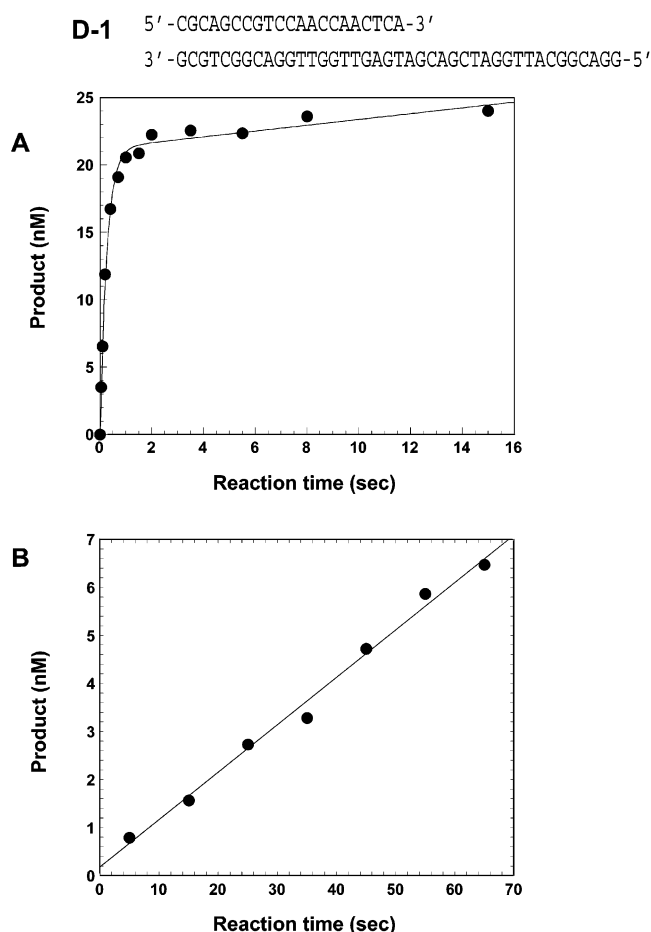 D-1 5'-CGCAGCCGTCCAACCAACTCA-3'
3'-GCGTCGGCAGGTTGGTTGAGTAGCAGCTAGGTTACGGCAGG-5'
A
25
20
15
10
5
0
Product (nM)
0 2 4 6 8 10 12 14 16
Reaction time (sec)
B
7
6
5
4
3
2
1
0
Product (nM)
0 10 20 30 40 50 60 70
Reaction time (sec)